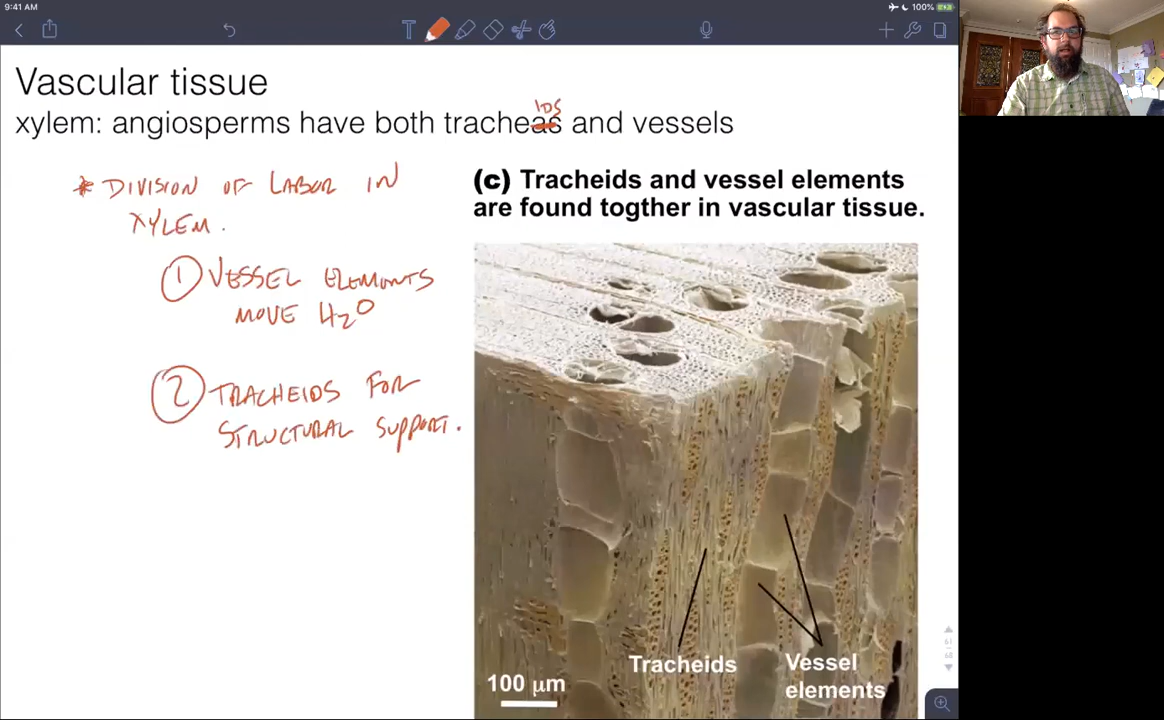 9:41 AM
100%
Vascular tissue
xylem: angiosperms have both tracheas and vessels
IDS
* DIVISION OF LABOR IN
XYLEM.
(c) Tracheids and vessel elements
are found togther in vascular tissue.
1 VESSEL ELEMENTS
MOVE H2O
2 TRACHEIDS FOR
STRUCTURAL SUPPORT.
Tracheids
Vessel
elements
100 μm